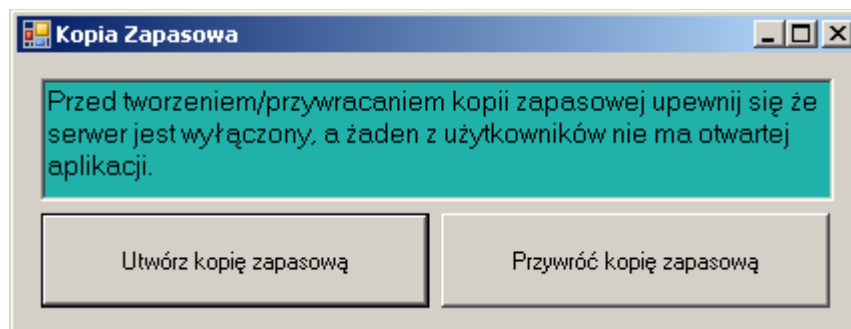 Kopia Zapasowa
Przed tworzeniem/przywracaniem kopii zapasowej upewnij się że
serwer jest wyłączony, a żaden z użytkowników nie ma otwartej
aplikacji.
Utwórz kopię zapasową
Przywróć kopię zapasową